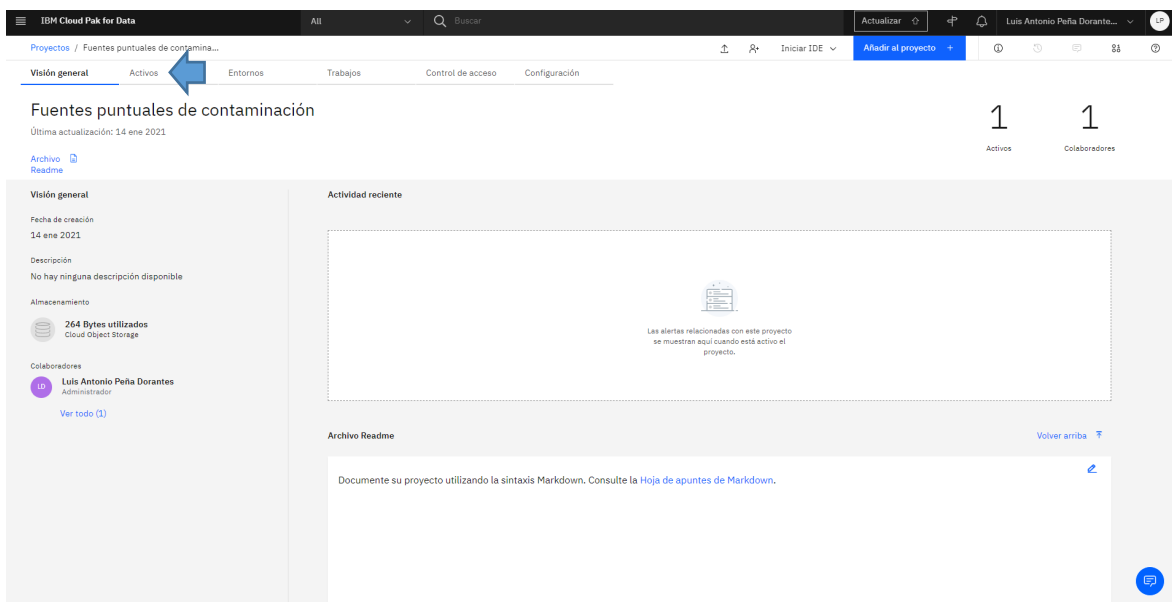 IBM Cloud Pak for Data
All
Buscar
Actualizar
Luis Antonio Peña Dorante...
LP
Proyectos / Fuentes puntuales de contamina...
Iniciar IDE
Añadir al proyecto +
Visión general
Activos
Entornos
Trabajos
Control de acceso
Configuración
Fuentes puntuales de contaminación
Última actualización: 14 ene 2021
1
Activos
1
Colaboradores
Archivo
Readme
Visión general
Fecha de creación
14 ene 2021
Descripción
No hay ninguna descripción disponible
Almacenamiento
264 Bytes utilizados
Cloud Object Storage
Colaboradores
LD
Luis Antonio Peña Dorantes
Administrador
Ver todo (1)
Actividad reciente
Las alertas relacionadas con este proyecto
se muestran aquí cuando está activo el
proyecto.
Archivo Readme
Volver arriba
Documente su proyecto utilizando la sintaxis Markdown. Consulte la Hoja de apuntes de Markdown.